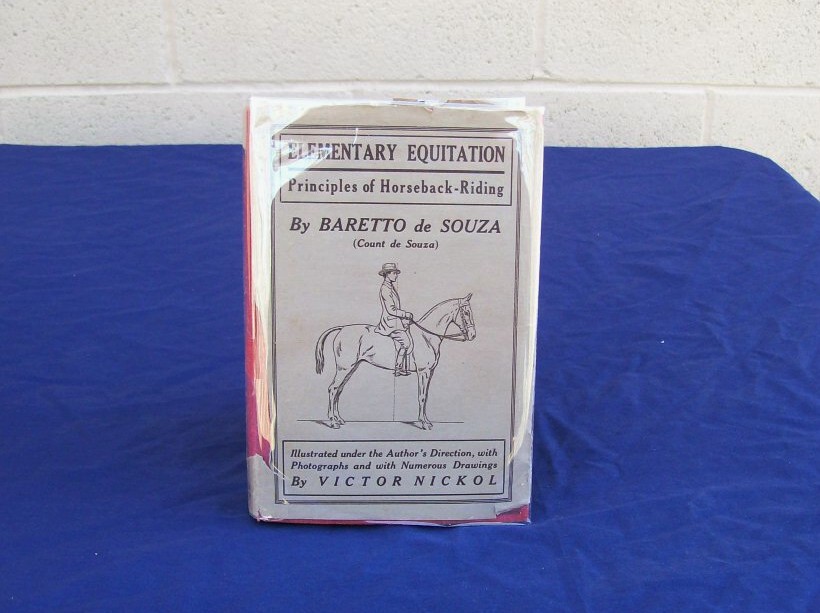 ELEMENTARY EQUITATION
Principles of Horseback-Riding
By BARETTO de SOUZA
(Count de Souza)
Illustrated under the Author's Direction, with
Photographs and with Numerous Drawings
By VICTOR NICKOL